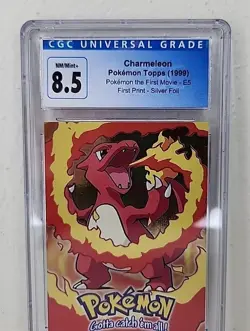 CGC UNIVERSAL GRADE
NM/Mint+
8.5
Charmeleon
Pokémon Topps (1999)
Pokémon the First Movie - E5
First Print - Silver Foil
POKéMON
Gotta catch 'em all!